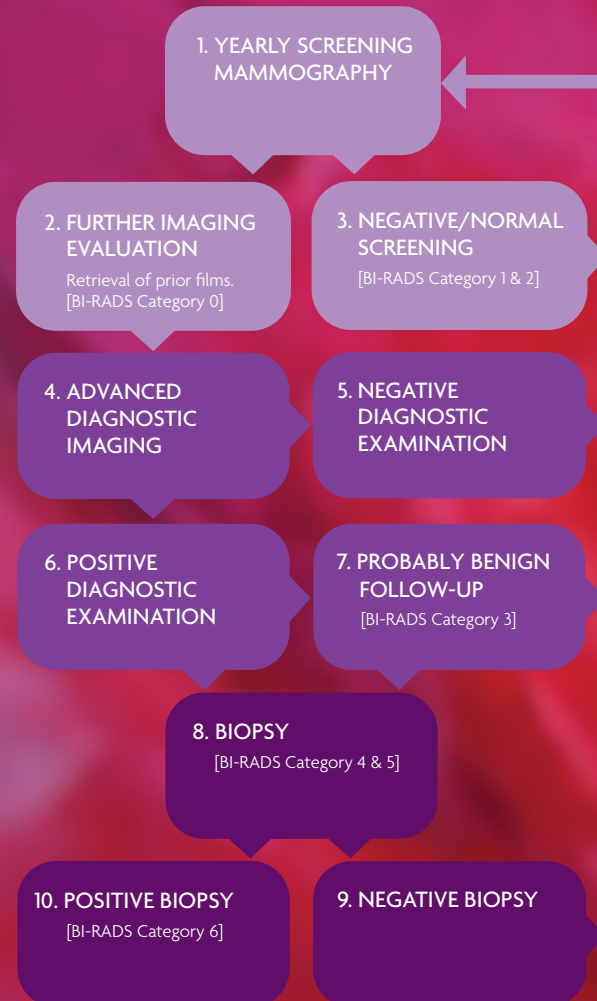 1. YEARLY SCREENING
MAMMOGRAPHY
2. FURTHER IMAGING
EVALUATION
Retrieval of prior films.
[BI-RADS Category 0]
3. NEGATIVE/NORMAL
SCREENING
[BI-RADS Category 1 & 2]
4. ADVANCED
DIAGNOSTIC
IMAGING
5. NEGATIVE
DIAGNOSTIC
EXAMINATION
6. POSITIVE
DIAGNOSTIC
EXAMINATION
7. PROBABLY BENIGN
FOLLOW-UP
[BI-RADS Category 3]
8. BIOPSY
[BI-RADS Category 4 & 5]
10. POSITIVE BIOPSY
[BI-RADS Category 6]
9. NEGATIVE BIOPSY